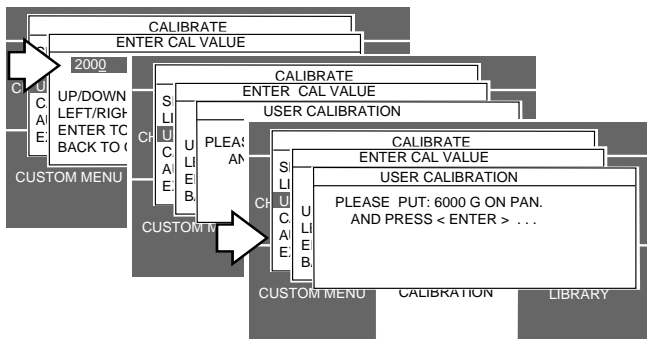 CALIBRATE
ENTER CAL VALUE
2000
UP/DOWN
LEFT/RIGH
ENTER TO
BACK TO
CUSTOM MENU
CALIBRATE
ENTER CAL VALUE
USER CALIBRATION
PLEAS
AN
CUSTOM M
CALIBRATE
ENTER CAL VALUE
USER CALIBRATION
PLEASE PUT: 6000 G ON PAN.
AND PRESS < ENTER > . . .
CUSTOM MENU
CALIBRATION
LIBRARY